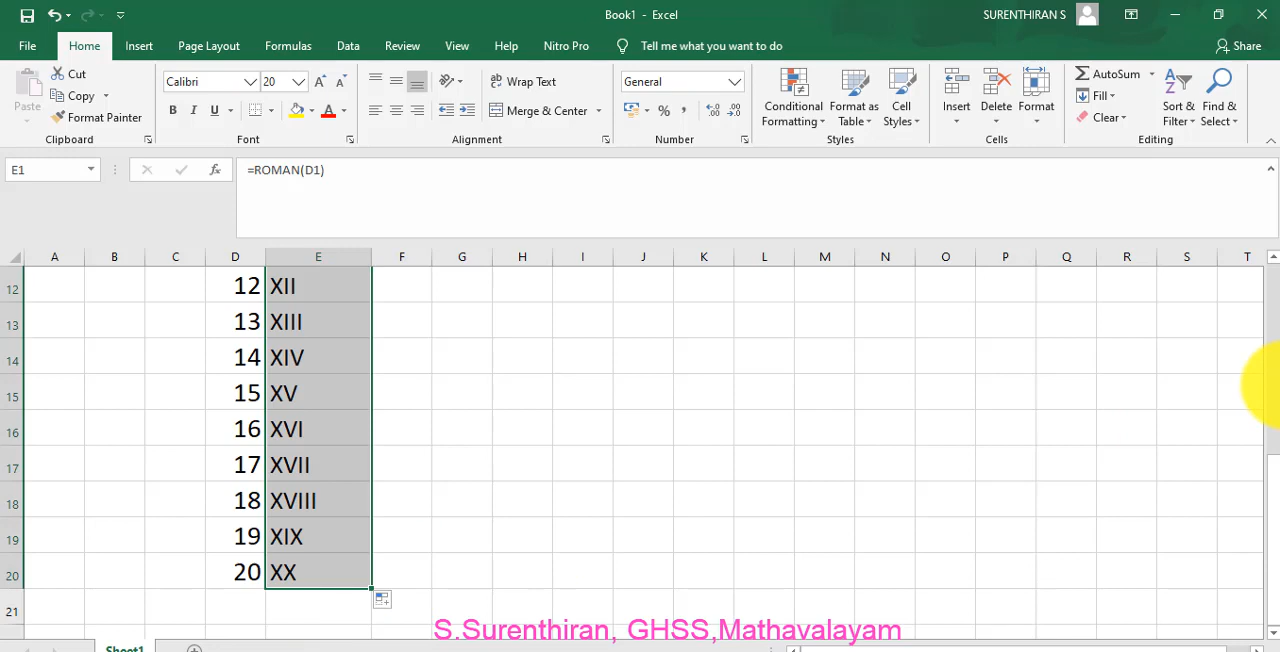 Book1 - Excel
SURENTHIRAN S
File Home Insert Page Layout Formulas Data Review View Help Nitro Pro Tell me what you want to do Share
Paste
Cut
Copy
Format Painter
Clipboard
Calibri 20
B I U
Font
Wrap Text
Merge & Center
Alignment
General
Number
Conditional Formatting
Format as Table
Cell Styles
Styles
Insert
Delete
Format
Cells
AutoSum
Fill
Clear
Sort & Filter
Find & Select
Editing
E1 fx =ROMAN(D1)
A B C D E F G H I J K L M N O P Q R S T
12 12 XII
13 13 XIII
14 14 XIV
15 15 XV
16 16 XVI
17 17 XVII
18 18 XVIII
19 19 XIX
20 20 XX
21
S.Surenthiran, GHSS,Mathavalayam
Sheet1